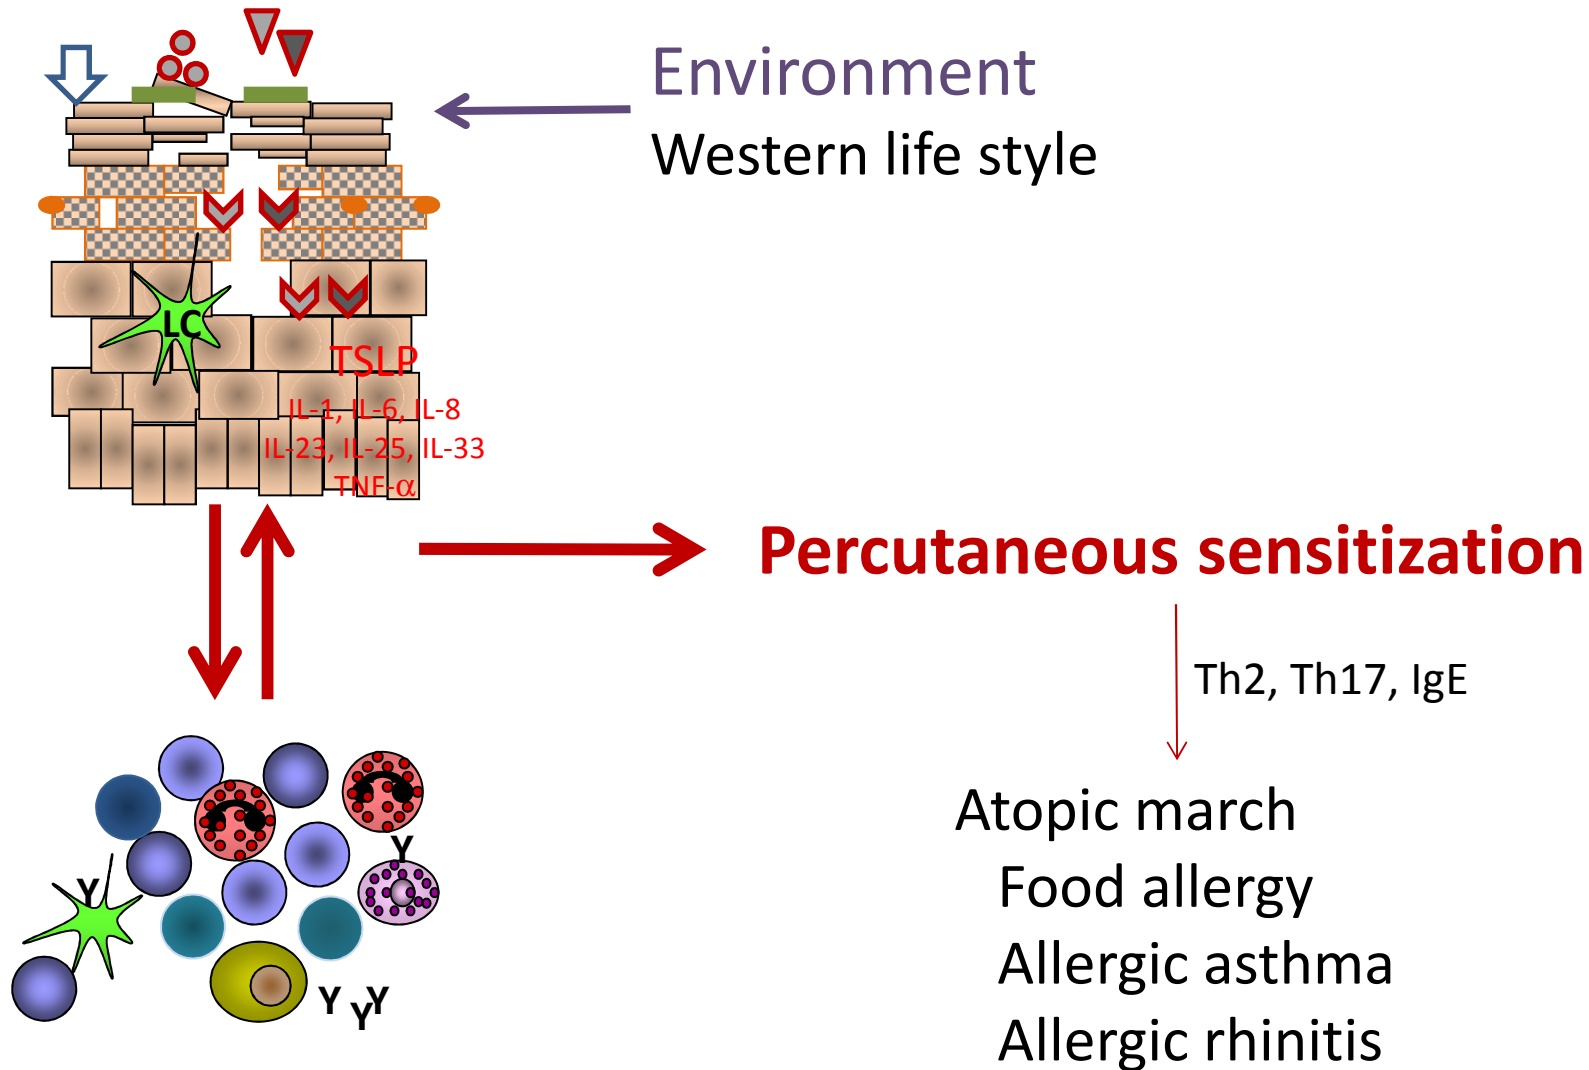 Environment
Western life style
LC
TSLP
IL-1, IL-6, IL-8
IL-23, IL-25, IL-33
TNF-α
Percutaneous sensitization
Th2, Th17, IgE
Atopic march
Food allergy
Allergic asthma
Allergic rhinitis
Y
Y
Y Y
Y